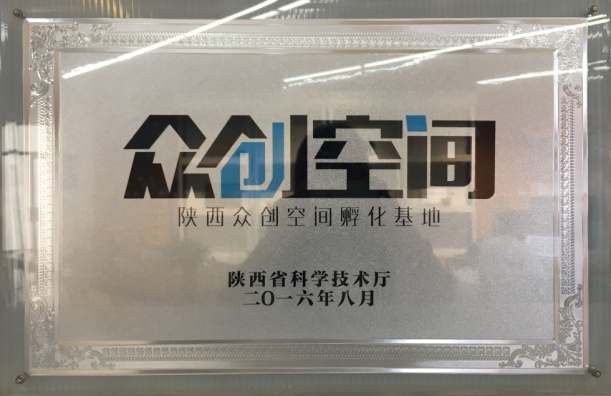 众创空间
陕西众创空间孵化基地
陕西省科学技术厅
二〇一六年八月